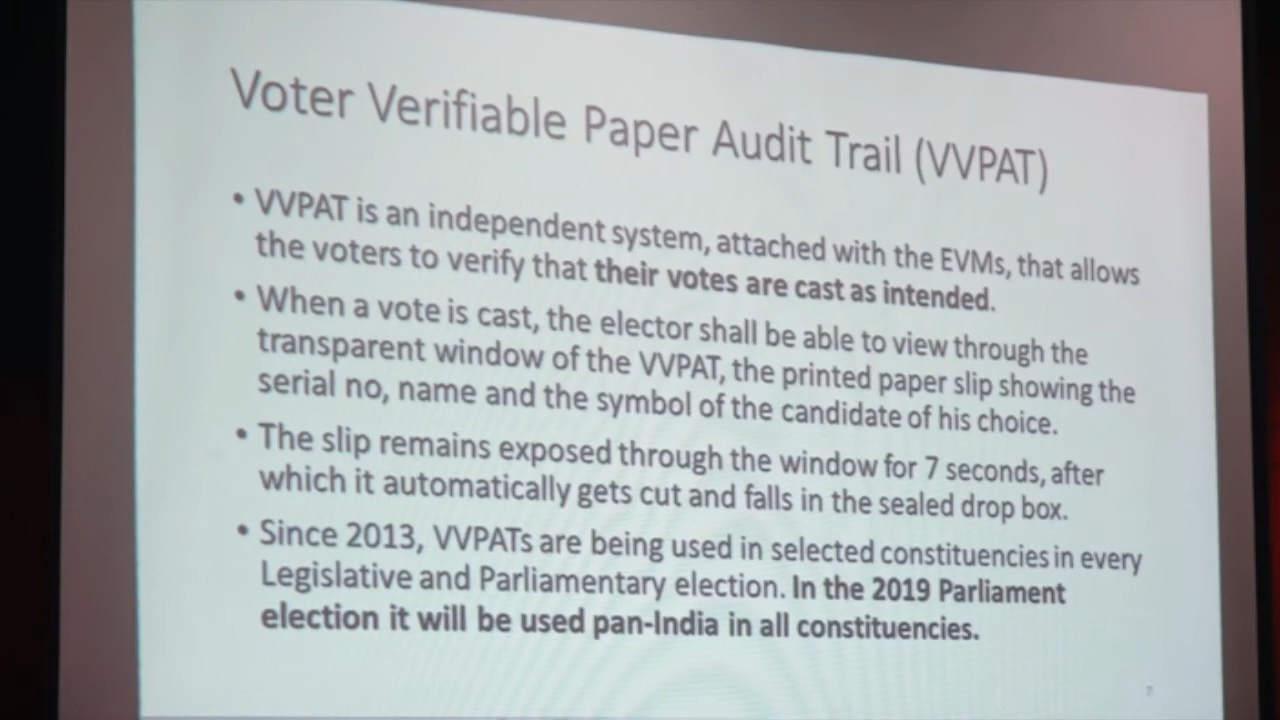 Voter Verifiable Paper Audit Trail (VVPAT)
• VVPAT is an independent system, attached with the EVMs, that allows
the voters to verify that their votes are cast as intended.
• When a vote is cast, the elector shall be able to view through the
transparent window of the VVPAT, the printed paper slip showing the
serial no, name and the symbol of the candidate of his choice.
• The slip remains exposed through the window for 7 seconds, after
which it automatically gets cut and falls in the sealed drop box.
• Since 2013, VVPATs are being used in selected constituencies in every
Legislative and Parliamentary election. In the 2019 Parliament
election it will be used pan-India in all constituencies.
7